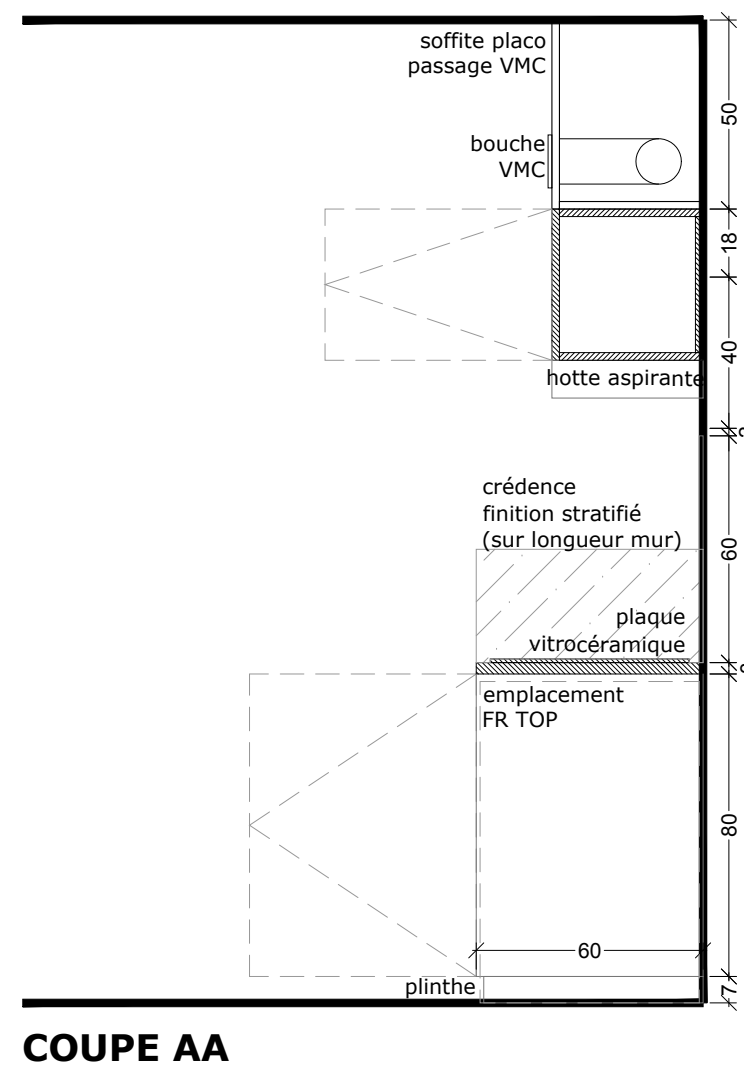 soffite placo
passage VMC
50
bouche
VMC
18
40
hotte aspirante
crédence
finition stratifié
(sur longueur mur)
60
plaque
vitrocéramique
emplacement
FR TOP
80
60
plinthe
7
COUPE AA